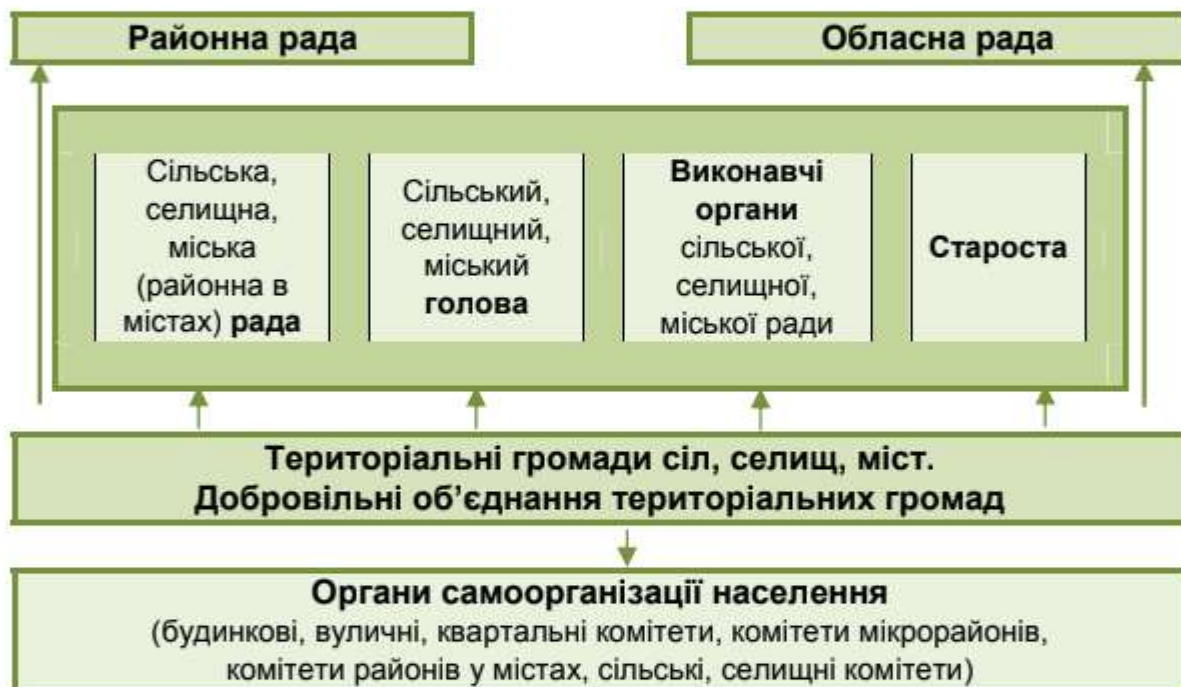 Районна рада
Обласна рада
Сільська,
селищна,
міська
(районна в
містах) рада
Сільський,
селищний,
міський
голова
Виконавчі
органи
сільської,
селищної,
міської ради
Староста
Територіальні громади сіл, селищ, міст.
Добровільні об’єднання територіальних громад
Органи самоорганізації населення
(будинкові, вуличні, квартальні комітети, комітети мікрорайонів,
комітети районів у містах, сільські, селищні комітети)